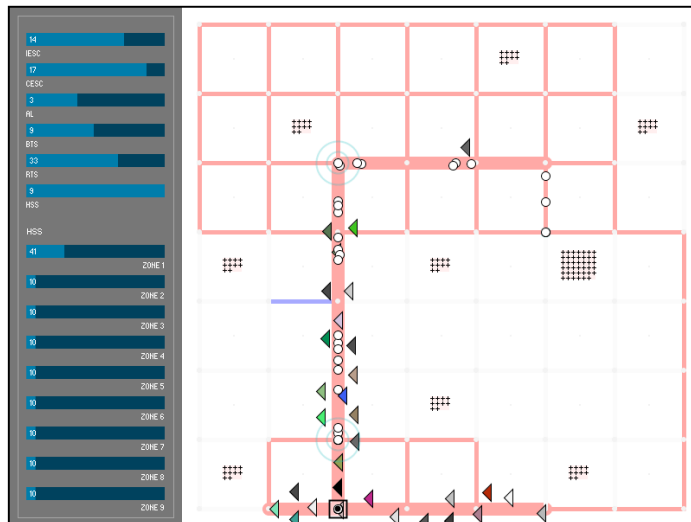 14
IESC
17
CESC
3
AL
9
BTS
33
RTS
9
HSS
HSS
41
ZONE 1
10
ZONE 2
10
ZONE 3
10
ZONE 4
10
ZONE 5
10
ZONE 6
10
ZONE 7
10
ZONE 8
10
ZONE 9